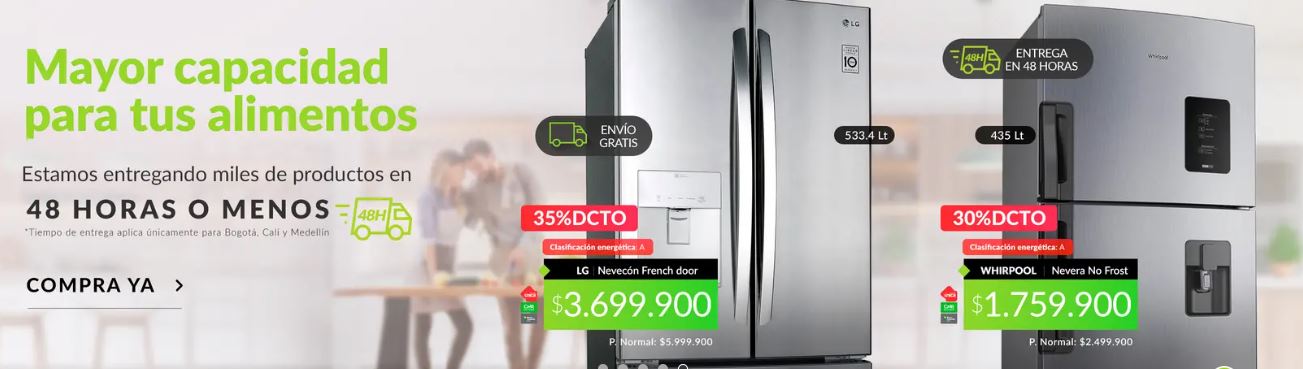 Mayor capacidad
para tus alimentos
Estamos entregando miles de productos en
48 HORAS O MENOS
48H
*Tiempo de entrega aplica únicamente para Bogotá, Cali y Medellín
COMPRA YA
ENVÍO
GRATIS
LG
10
533.4 Lt
35%DCTO
Clasificación energética: A
LG | Nevecón French door
$3.699.900
P. Normal: $5.999.900
48H
ENTREGA
EN 48 HORAS
Whirlpool
435 Lt
30%DCTO
Clasificación energética: A
WHIRPOOL | Nevera No Frost
$1.759.900
P. Normal: $2.499.900